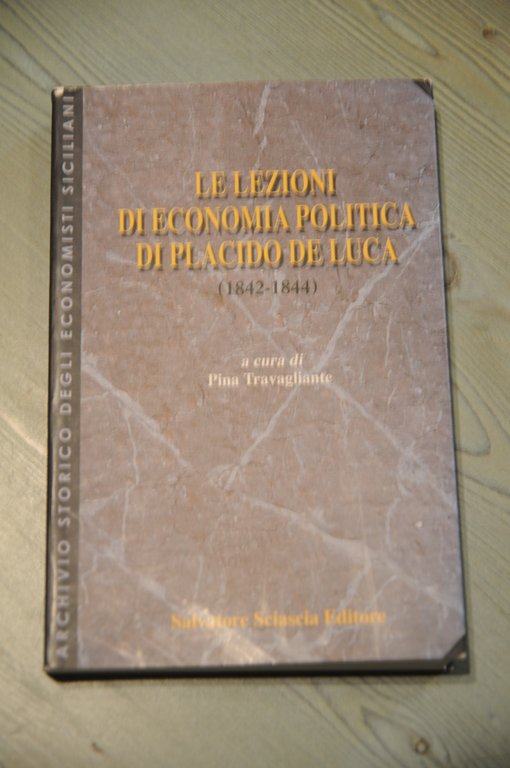 ARCHIVIO STORICO DEGLI ECONOMISTI SICILIANI
LE LEZIONI
DI ECONOMIA POLITICA
DI PLACIDO DE LUCA
(1842-1844)
a cura di
Pina Travagliante
Salvatore Sciascia Editore